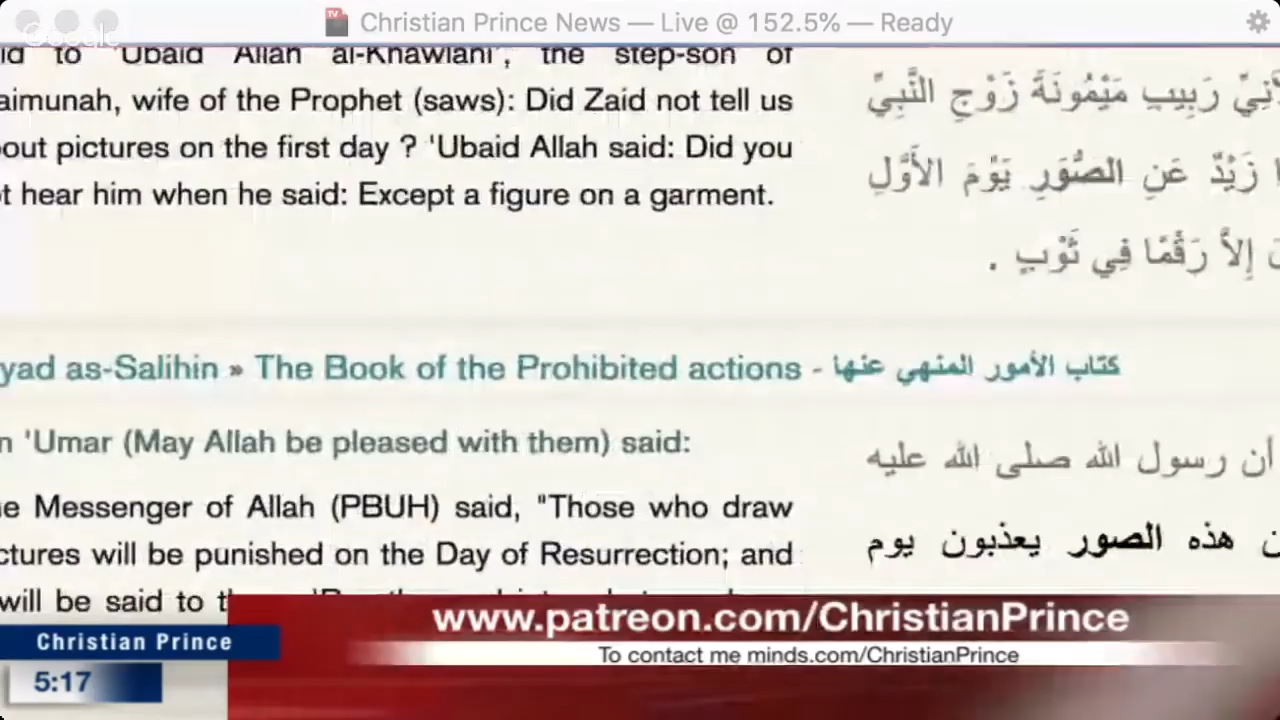 Christian Prince News — Live @ 152.5% — Ready
Google
to 'Ubaid Allah al-Khawlani', the step-son of
aimunah, wife of the Prophet (saws): Did Zaid not tell us
out pictures on the first day ? 'Ubaid Allah said: Did you
t hear him when he said: Except a figure on a garment.
رَبِيبِ مَيْمُونَةَ زَوْجِ النَّبِيِّ
زَيْدٌ عَنِ الصُّوَرِ يَوْمَ الأَوَّلِ
إِلاَّ رَقْمًا فِي ثَوْبٍ .
yad as-Salihin » The Book of the Prohibited actions - كتاب الأمور المنهي عنها
n 'Umar (May Allah be pleased with them) said:
e Messenger of Allah (PBUH) said, "Those who draw
ctures will be punished on the Day of Resurrection; and
will be said to
أن رسول الله صلى الله عليه
هذه الصور يعذبون يوم
www.patreon.com/ChristianPrince
To contact me minds.com/ChristianPrince
Christian Prince
5:17